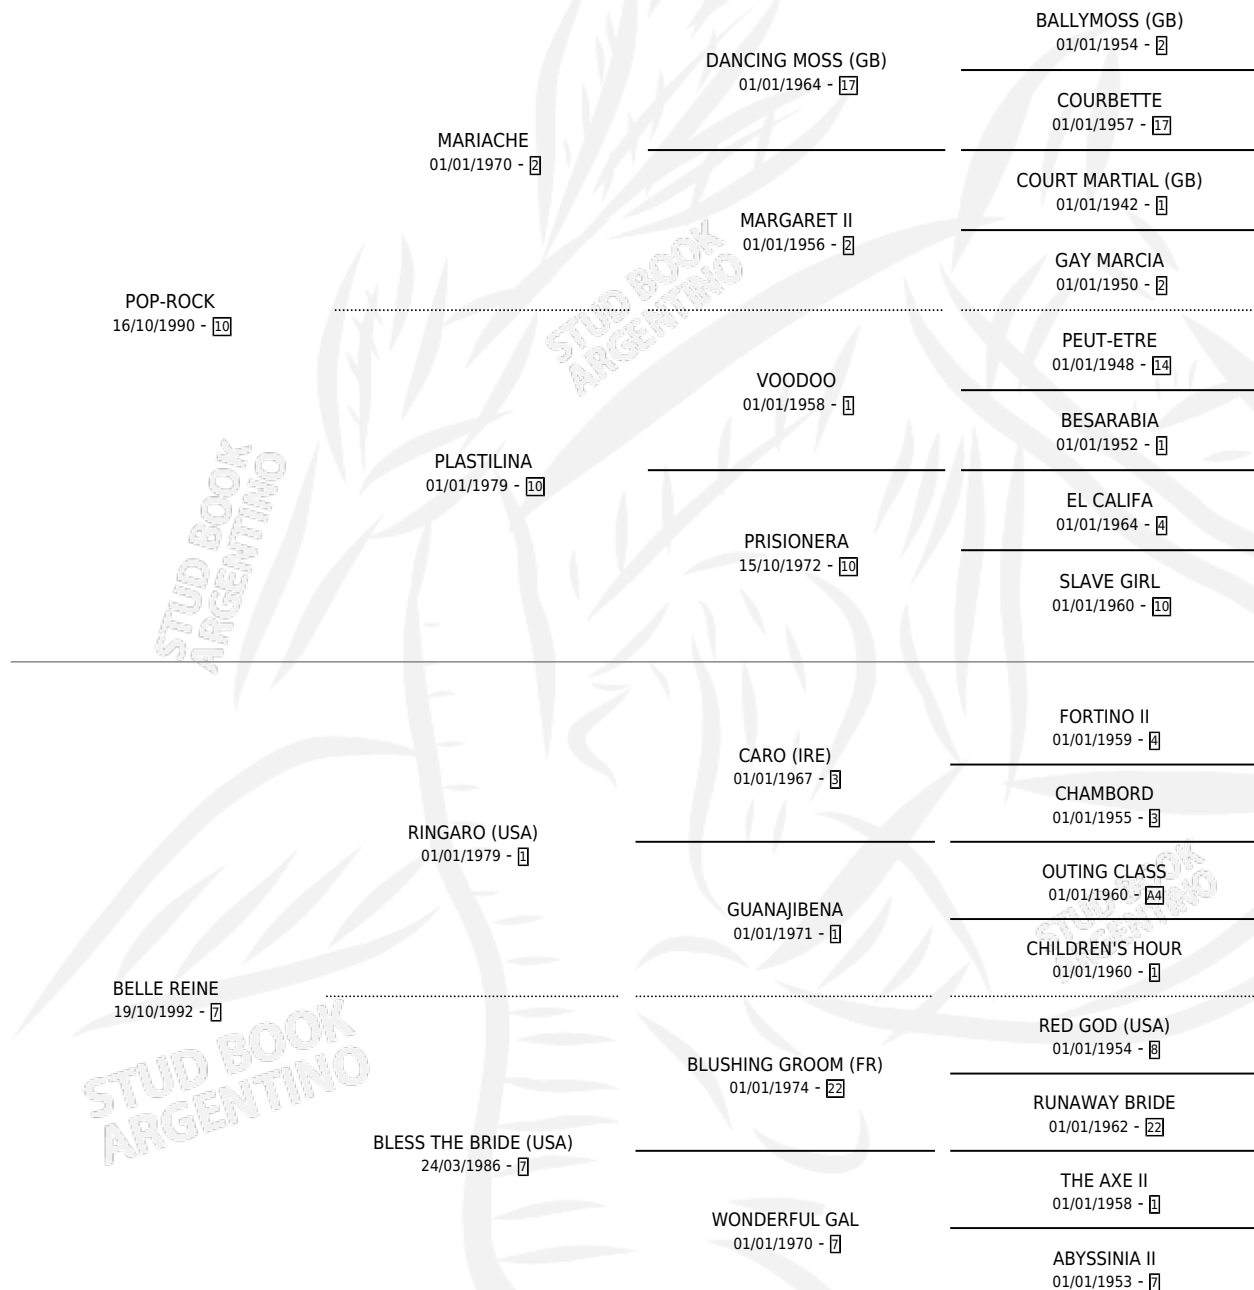 BALLYMOSS (GB)
01/01/1954 - 2
DANCING MOSS (GB)
01/01/1964 - 17
COURBETTE
01/01/1957 - 17
MARIACHE
01/01/1970 - 2
COURT MARTIAL (GB)
01/01/1942 - 1
MARGARET II
01/01/1956 - 2
GAY MARCIA
01/01/1950 - 2
POP-ROCK
16/10/1990 - 10
PEUT-ETRE
01/01/1948 - 14
VOODOO
01/01/1958 - 1
BESARABIA
01/01/1952 - 1
PLASTILINA
01/01/1979 - 10
EL CALIFA
01/01/1964 - 4
PRISIONERA
15/10/1972 - 10
SLAVE GIRL
01/01/1960 - 10
FORTINO II
01/01/1959 - 4
CARO (IRE)
01/01/1967 - 3
CHAMBORD
01/01/1955 - 3
RINGARO (USA)
01/01/1979 - 1
OUTING CLASS
01/01/1960 - A4
GUANAJIBENA
01/01/1971 - 1
CHILDREN'S HOUR
01/01/1960 - 1
BELLE REINE
19/10/1992 - 7
RED GOD (USA)
01/01/1954 - 8
BLUSHING GROOM (FR)
01/01/1974 - 22
RUNAWAY BRIDE
01/01/1962 - 22
BLESS THE BRIDE (USA)
24/03/1986 - 7
THE AXE II
01/01/1958 - 1
WONDERFUL GAL
01/01/1970 - 7
ABYSSINIA II
01/01/1953 - 7
STUD BOOK
ARGENTINO
STUD BOOK
ARGENTINO
STUD BOOK
ARGENTINO
STUD BOOK
ARGENTINO